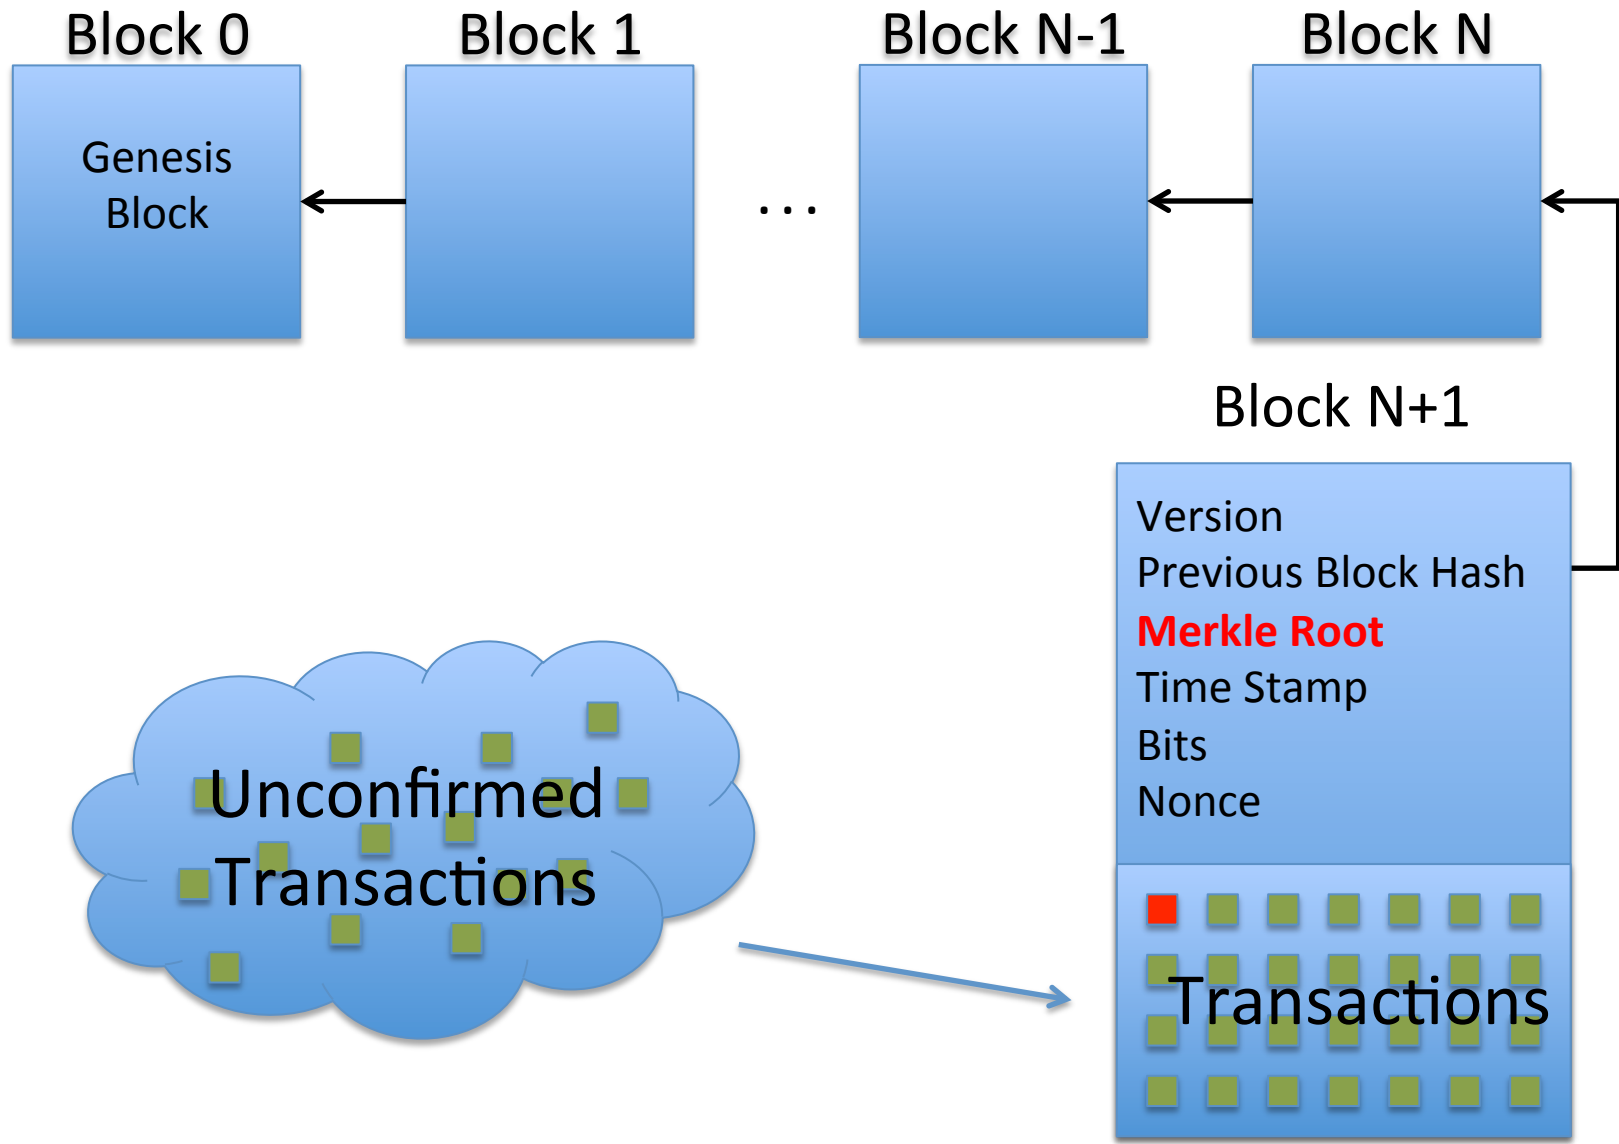 Block 0
Block 1
Block N-1
Block N
Genesis
Block
...
Block N+1
Version
Previous Block Hash
Merkle Root
Time Stamp
Bits
Nonce
Unconfirmed
Transactions
Transactions